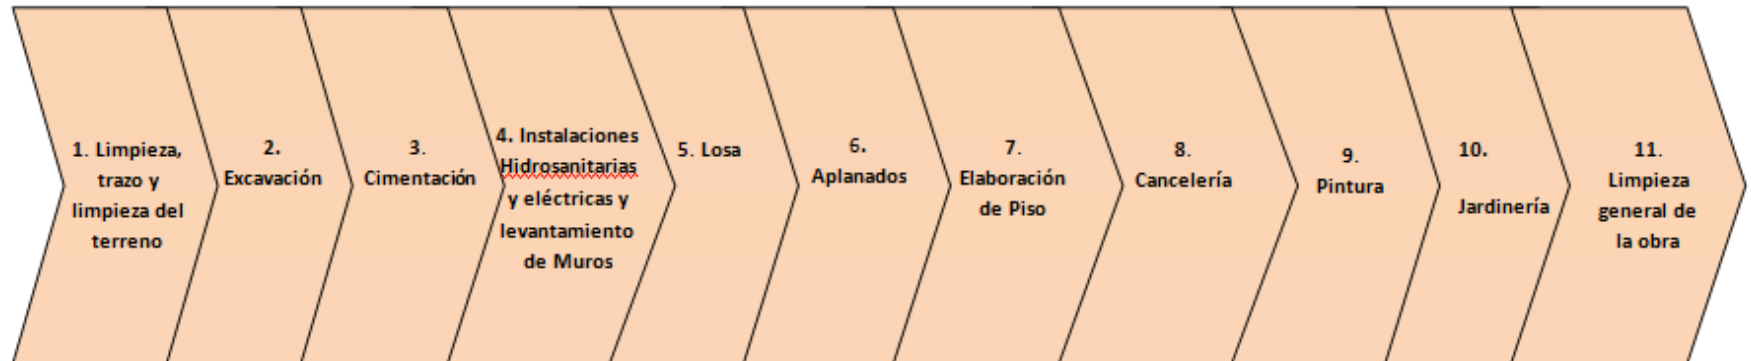 1. Limpieza,
trazo y
limpieza del
terreno
2.
Excavación
3.
Cimentación
4. Instalaciones
Hidrosanitarias
y eléctricas y
levantamiento
de Muros
5. Losa
6.
Aplanados
7.
Elaboración
de Piso
8.
Cancelería
9.
Pintura
10.
Jardinería
11.
Limpieza
general de
la obra